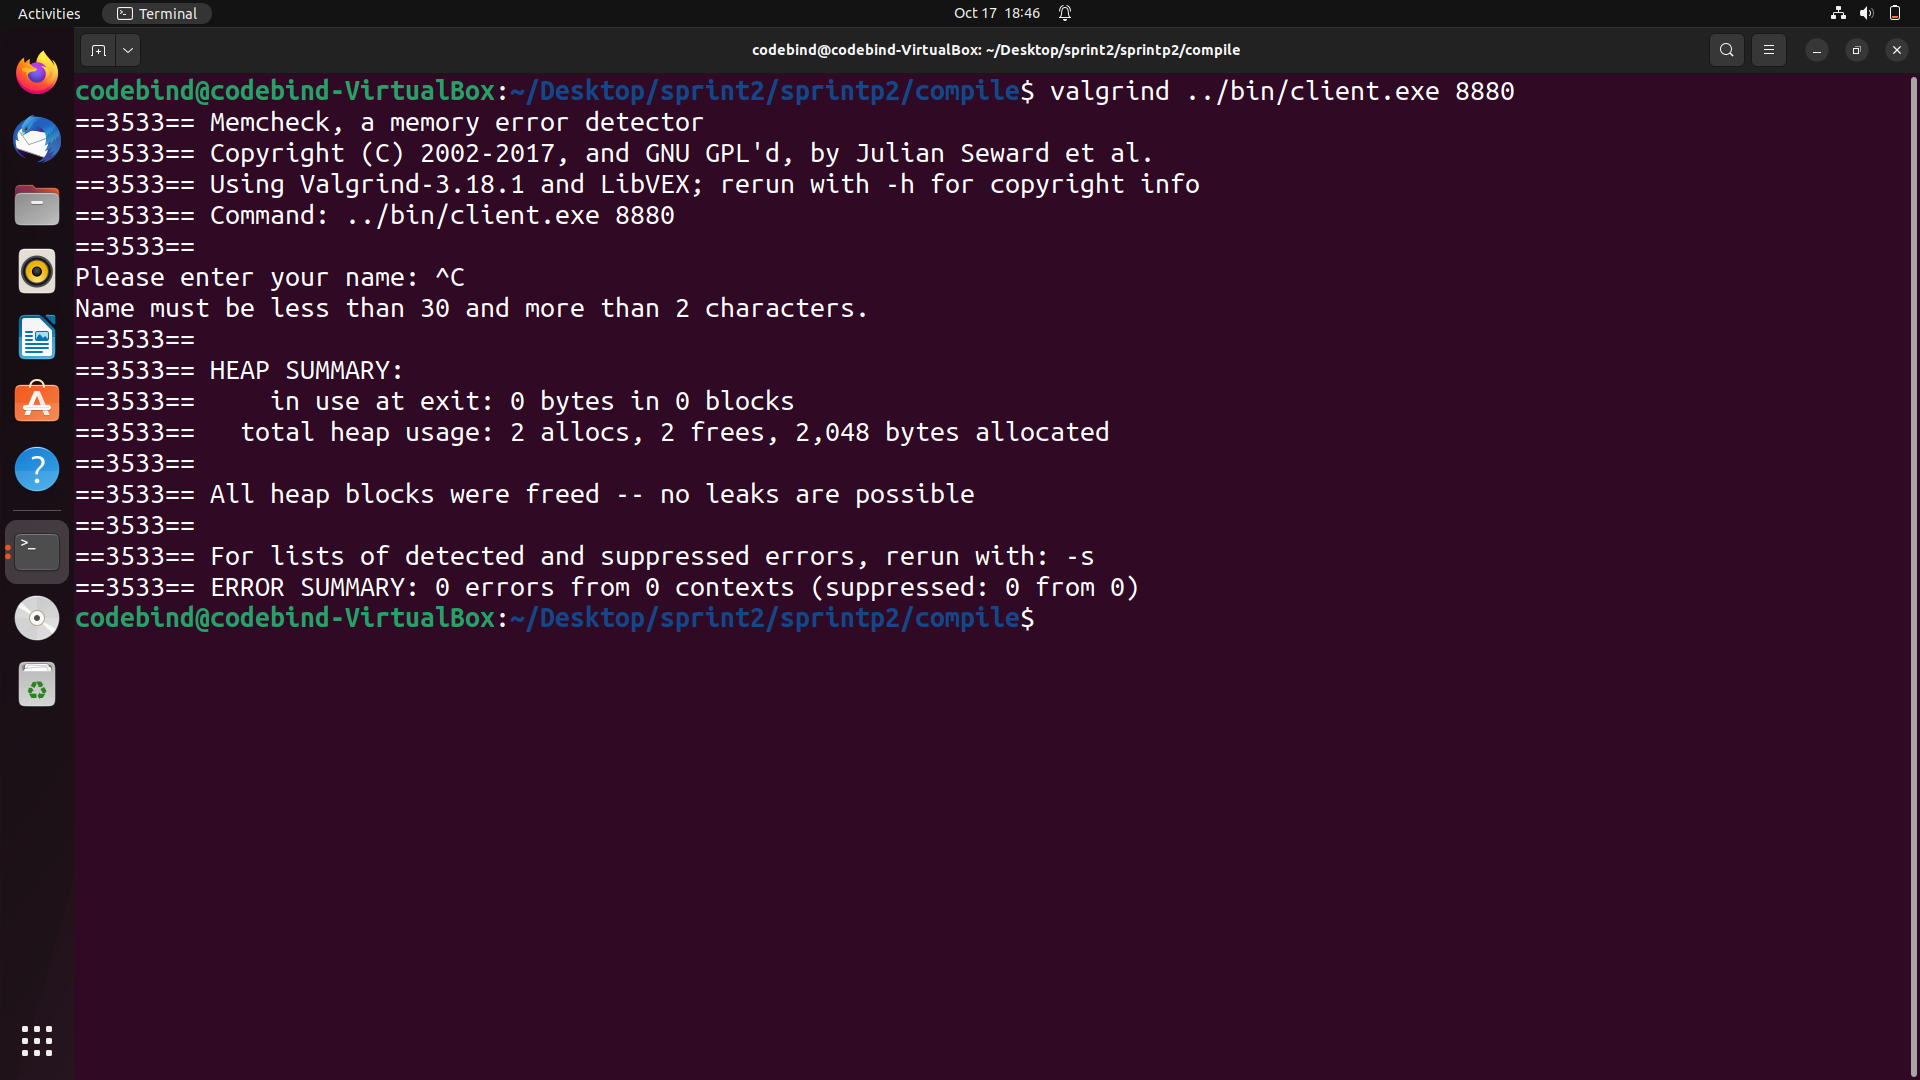 Activities
Terminal
Oct 17 18:46
codebind@codebind-VirtualBox: ~/Desktop/sprint2/sprintp2/compile
codebind@codebind-VirtualBox:~/Desktop/sprint2/sprintp2/compile$ valgrind ../bin/client.exe 8880
==3533== Memcheck, a memory error detector
==3533== Copyright (C) 2002-2017, and GNU GPL'd, by Julian Seward et al.
==3533== Using Valgrind-3.18.1 and LibVEX; rerun with -h for copyright info
==3533== Command: ../bin/client.exe 8880
==3533==
Please enter your name: ^C
Name must be less than 30 and more than 2 characters.
==3533==
==3533== HEAP SUMMARY:
==3533==     in use at exit: 0 bytes in 0 blocks
==3533==   total heap usage: 2 allocs, 2 frees, 2,048 bytes allocated
==3533==
==3533== All heap blocks were freed -- no leaks are possible
==3533==
==3533== For lists of detected and suppressed errors, rerun with: -s
==3533== ERROR SUMMARY: 0 errors from 0 contexts (suppressed: 0 from 0)
codebind@codebind-VirtualBox:~/Desktop/sprint2/sprintp2/compile$